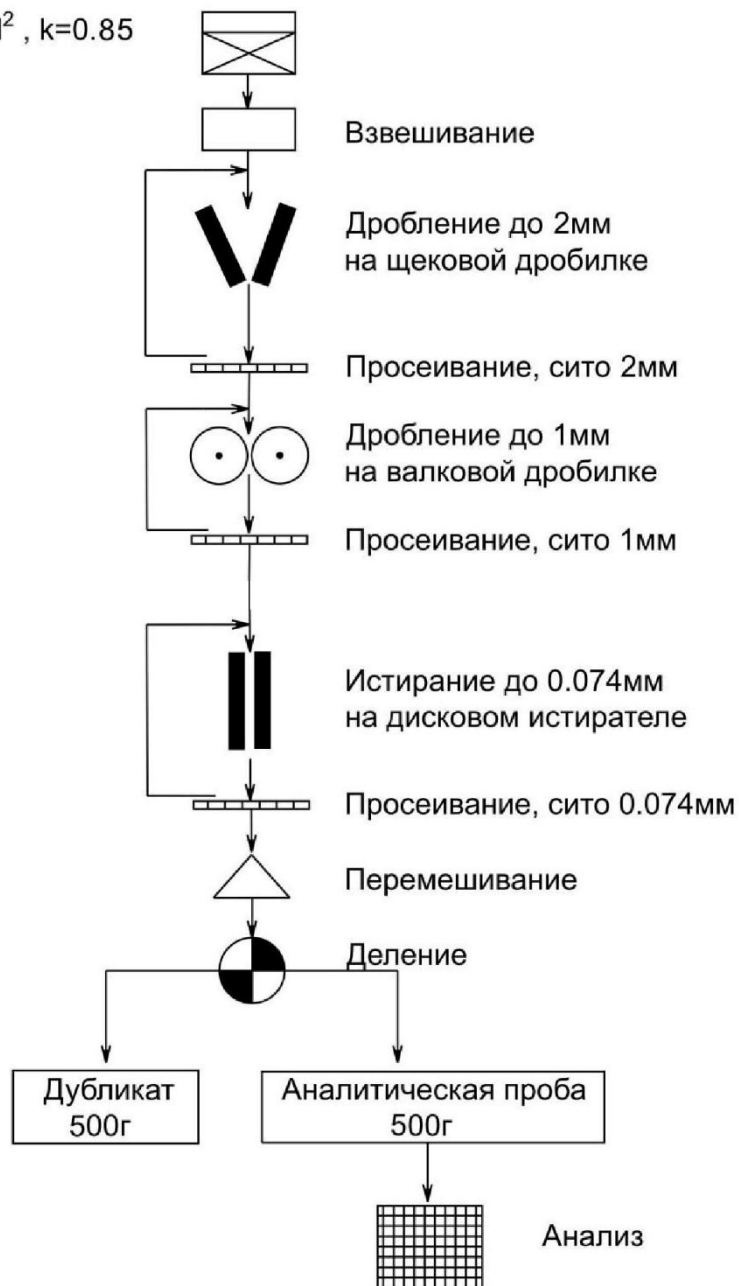 ², k=0.85
Взвешивание
Дробление до 2мм
на щековой дробилке
Просеивание, сито 2мм
Дробление до 1мм
на валковой дробилке
Просеивание, сито 1мм
Истирание до 0.074мм
на дисковом истирателе
Просеивание, сито 0.074мм
Перемешивание
Деление
Дубликат
500г
Аналитическая проба
500г
Анализ